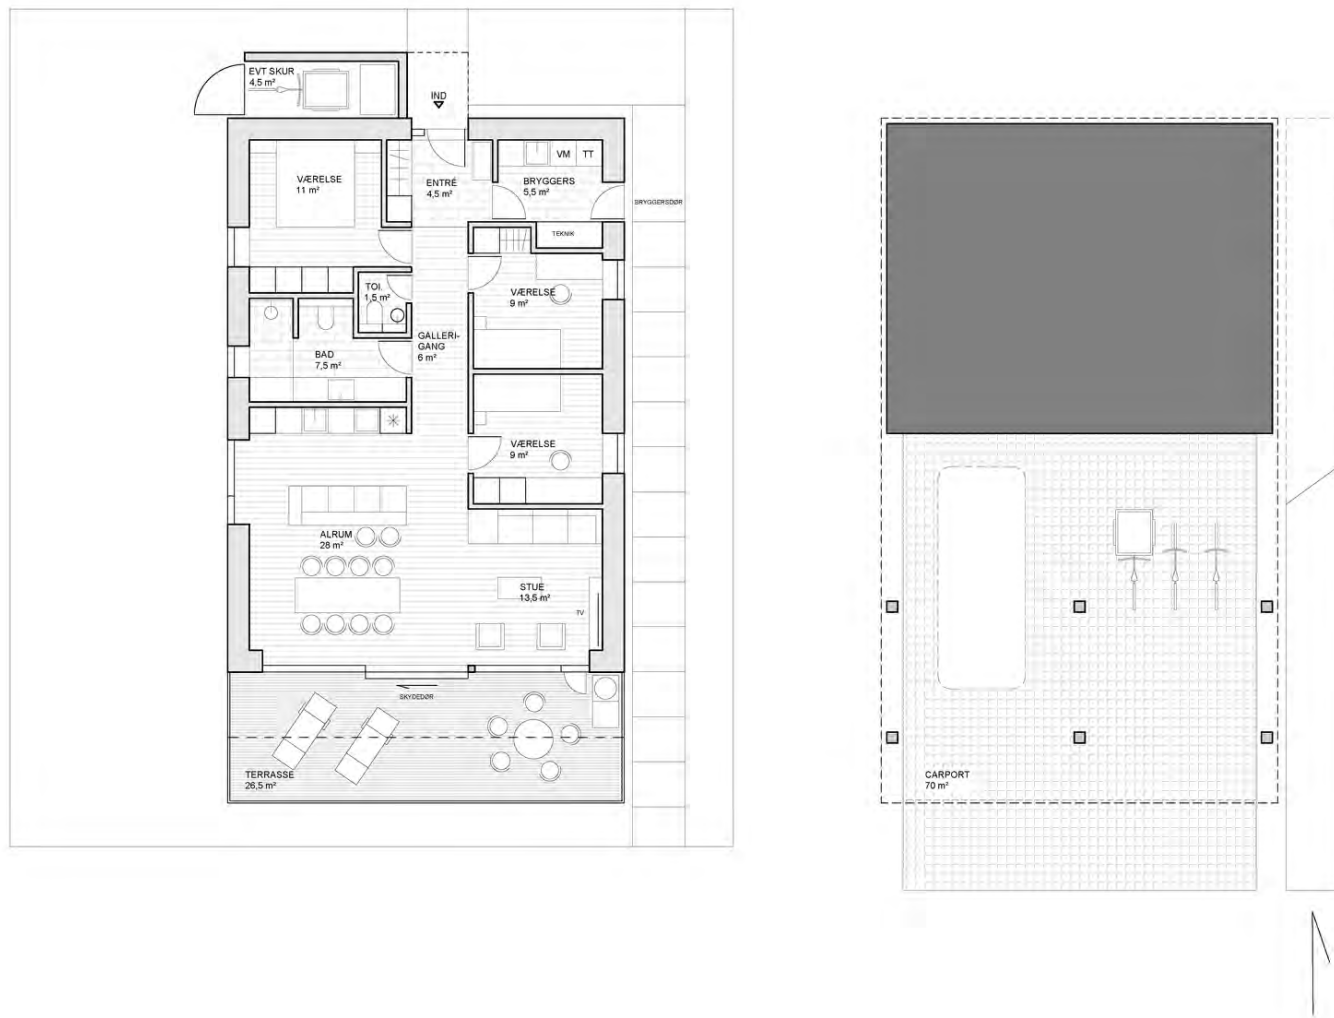 EVT SKUR
4,5 m²
IND
VÆRELSE
11 m²
ENTRÉ
4,5 m²
VM
TT
BRYGGERS
5,5 m²
BRYGGERSDØR
TEKNIK
TOI.
1,5 m²
VÆRELSE
9 m²
GALLERI-
GANG
6 m²
BAD
7,5 m²
VÆRELSE
9 m²
ALRUM
28 m²
STUE
13,5 m²
TV
SKYDEDØR
TERRASSE
26,5 m²
CARPORT
70 m²